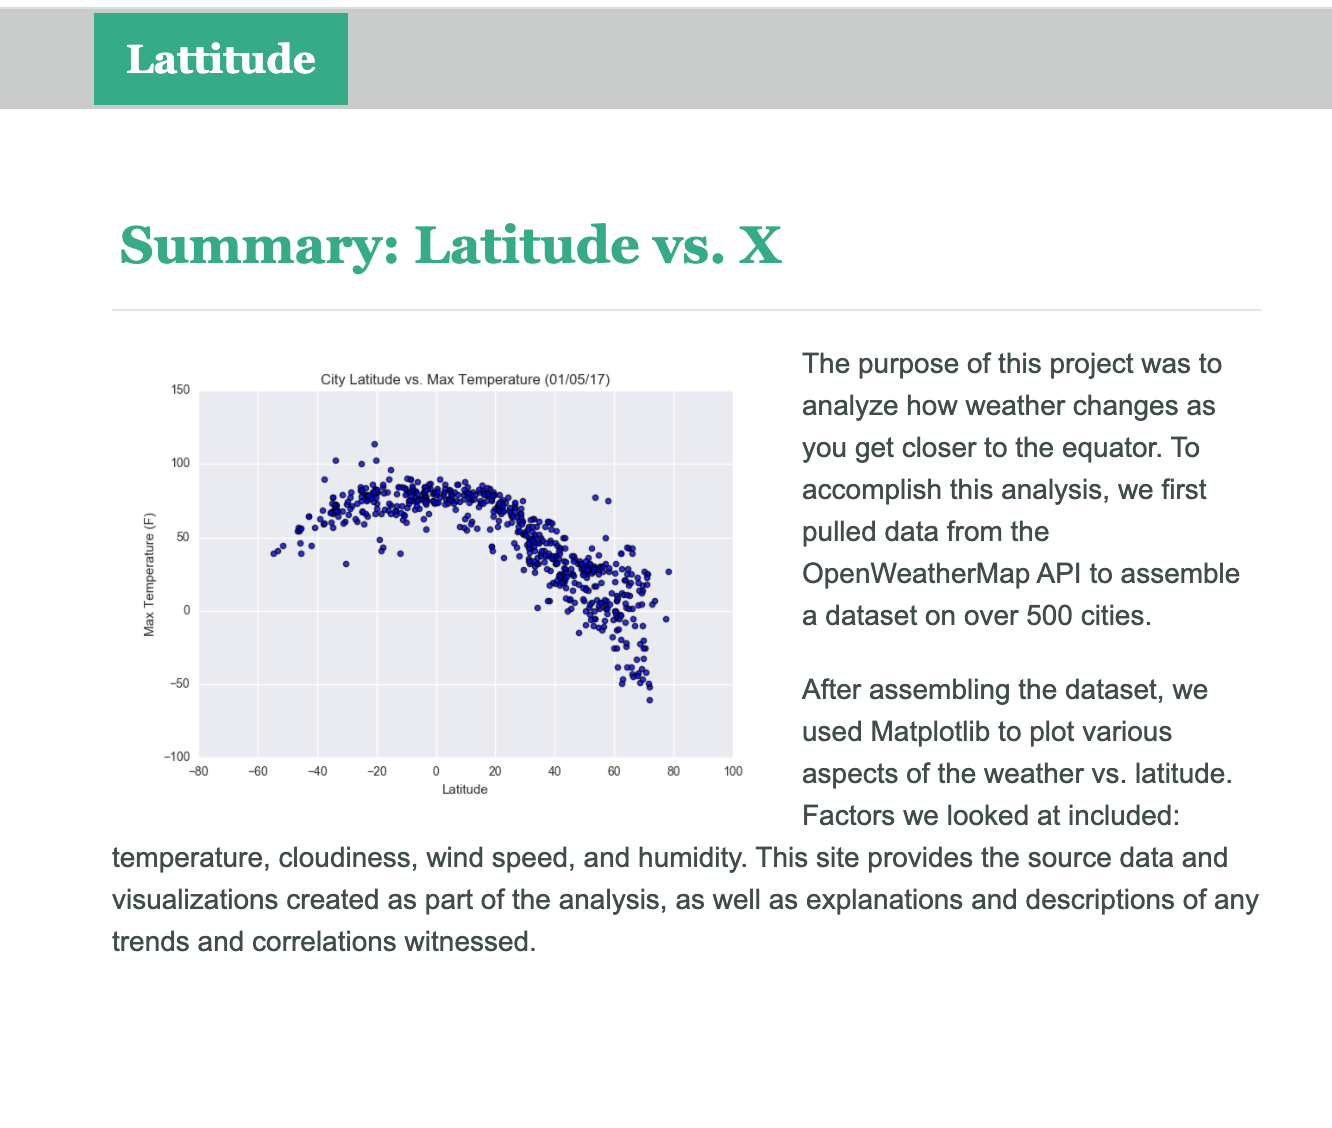 Lattitude
Summary: Latitude vs. X
City Latitude vs. Max Temperature (01/05/17)
150
100
50
0
−50
−100
Max Temperature (F)
−80 −60 −40 −20 0 20 40 60 80 100
Latitude
The purpose of this project was to
analyze how weather changes as
you get closer to the equator. To
accomplish this analysis, we first
pulled data from the
OpenWeatherMap API to assemble
a dataset on over 500 cities.
After assembling the dataset, we
used Matplotlib to plot various
aspects of the weather vs. latitude.
Factors we looked at included:
temperature, cloudiness, wind speed, and humidity. This site provides the source data and
visualizations created as part of the analysis, as well as explanations and descriptions of any
trends and correlations witnessed.